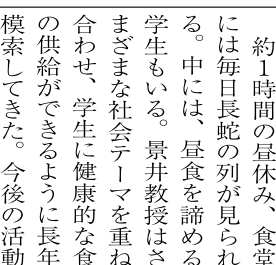 約１時間の昼休み、食堂
には毎日長蛇の列が見られ
る。中には、昼食を諦める
学生もいる。景井教授はさ
まざまな社会テーマを重ね
合わせ、学生に健康的な食
の供給ができるように長年
模索してきた。今後の活動